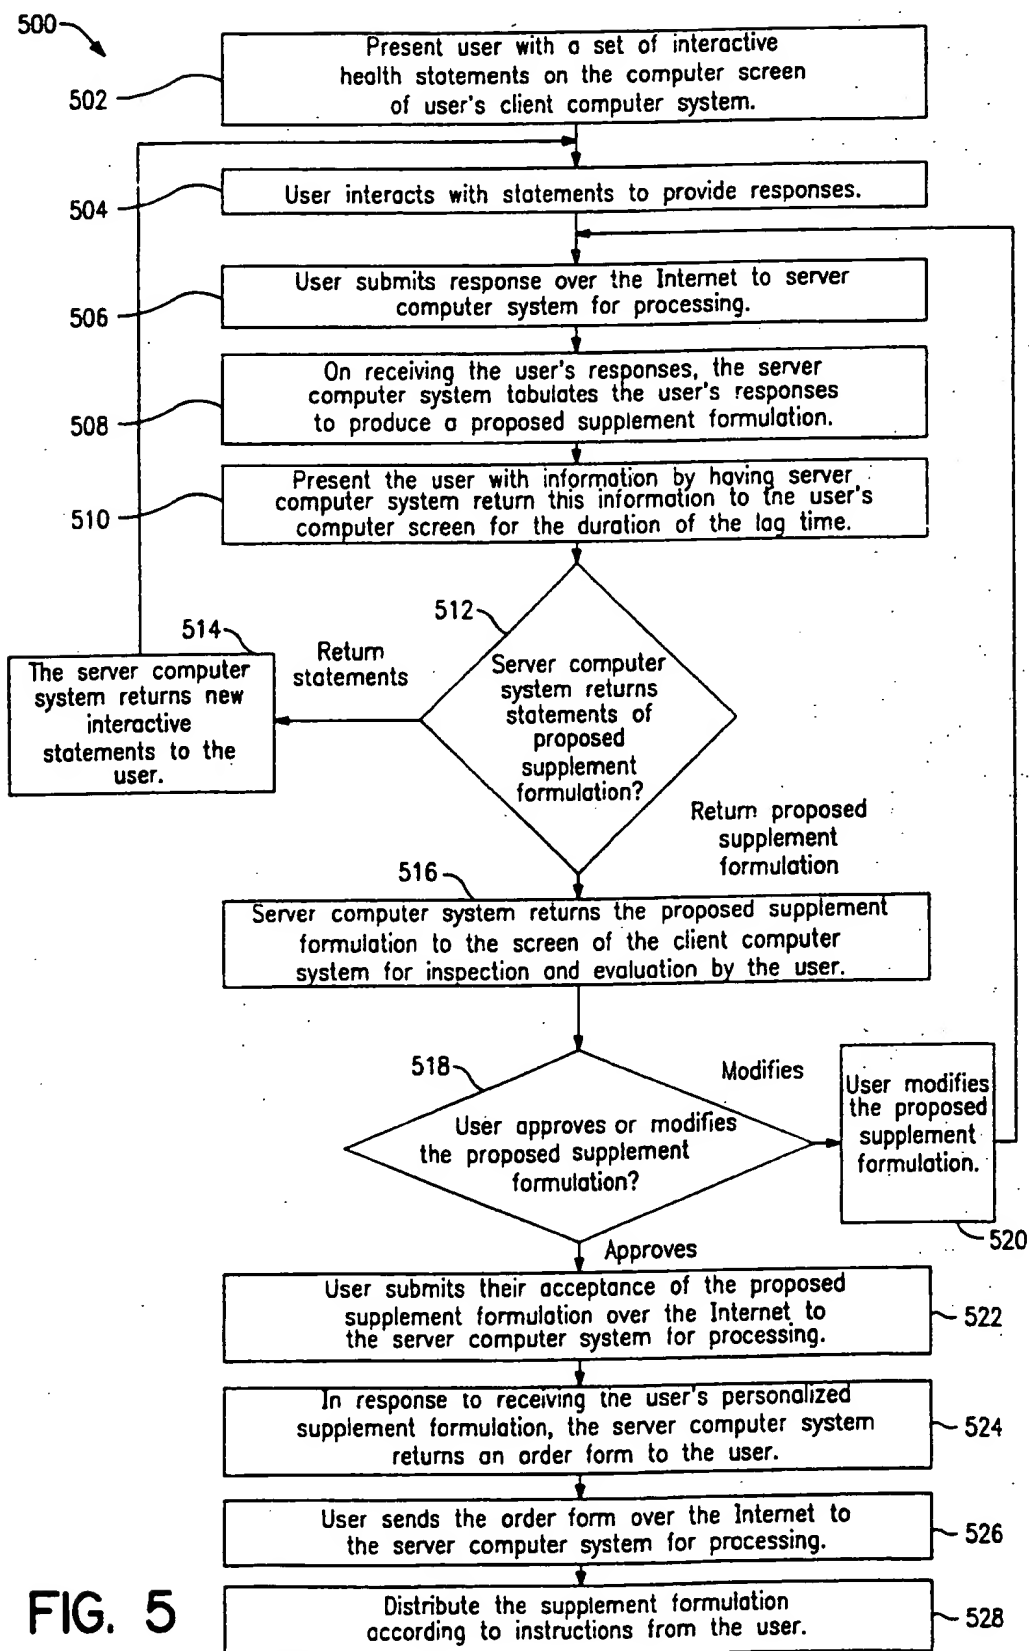 500
Present user with a set of interactive
health statements on the computer screen
of user's client computer system.
502
User interacts with statements to provide responses.
504
User submits response over the Internet to server
computer system for processing.
506
On receiving the user's responses, the server
computer system tabulates the user's responses
to produce a proposed supplement formulation.
508
Present the user with information by having server
computer system return this information to the user's
computer screen for the duration of the lag time.
510
512
Server computer
system returns
statements of
proposed
supplement
formulation?
Return
statements
514
The server computer
system returns new
interactive
statements to the
user.
Return proposed
supplement
formulation
516
Server computer system returns the proposed supplement
formulation to the screen of the client computer
system for inspection and evaluation by the user.
518
User approves or modifies
the proposed supplement
formulation?
Modifies
User modifies
the proposed
supplement
formulation.
520
Approves
User submits their acceptance of the proposed
supplement formulation over the Internet to
the server computer system for processing.
522
In response to receiving the user's personalized
supplement formulation, the server computer system
returns an order form to the user.
524
User sends the order form over the Internet to
the server computer system for processing.
526
Distribute the supplement formulation
according to instructions from the user.
528
FIG. 5